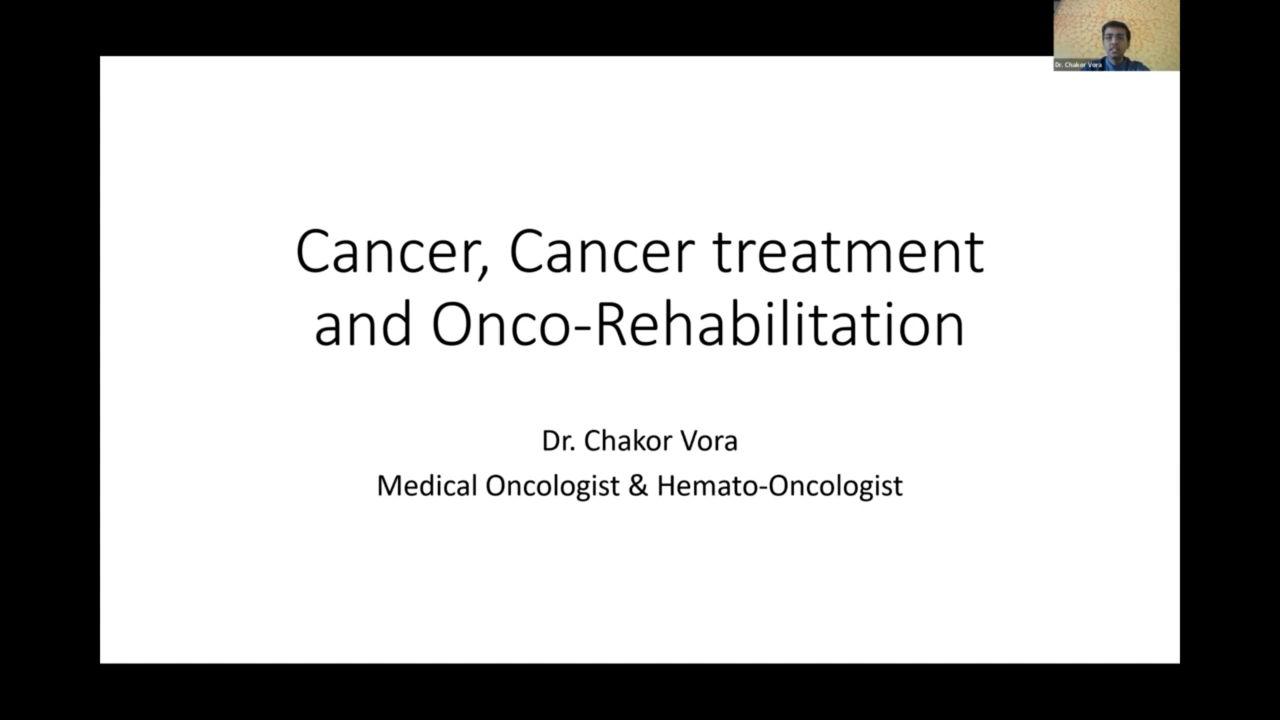 Dr. Chakor Vora
Cancer, Cancer treatment
and Onco-Rehabilitation
Dr. Chakor Vora
Medical Oncologist & Hemato-Oncologist